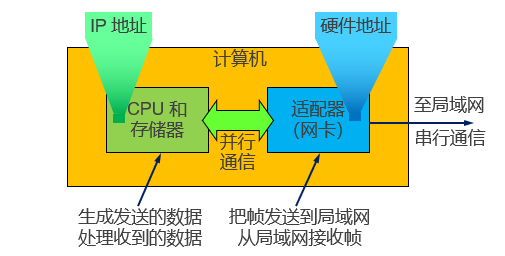 IP 地址
硬件地址
计算机
CPU 和
存储器
适配器
（网卡）
并行
通信
至局域网
串行通信
生成发送的数据
处理收到的数据
把帧发送到局域网
从局域网接收帧